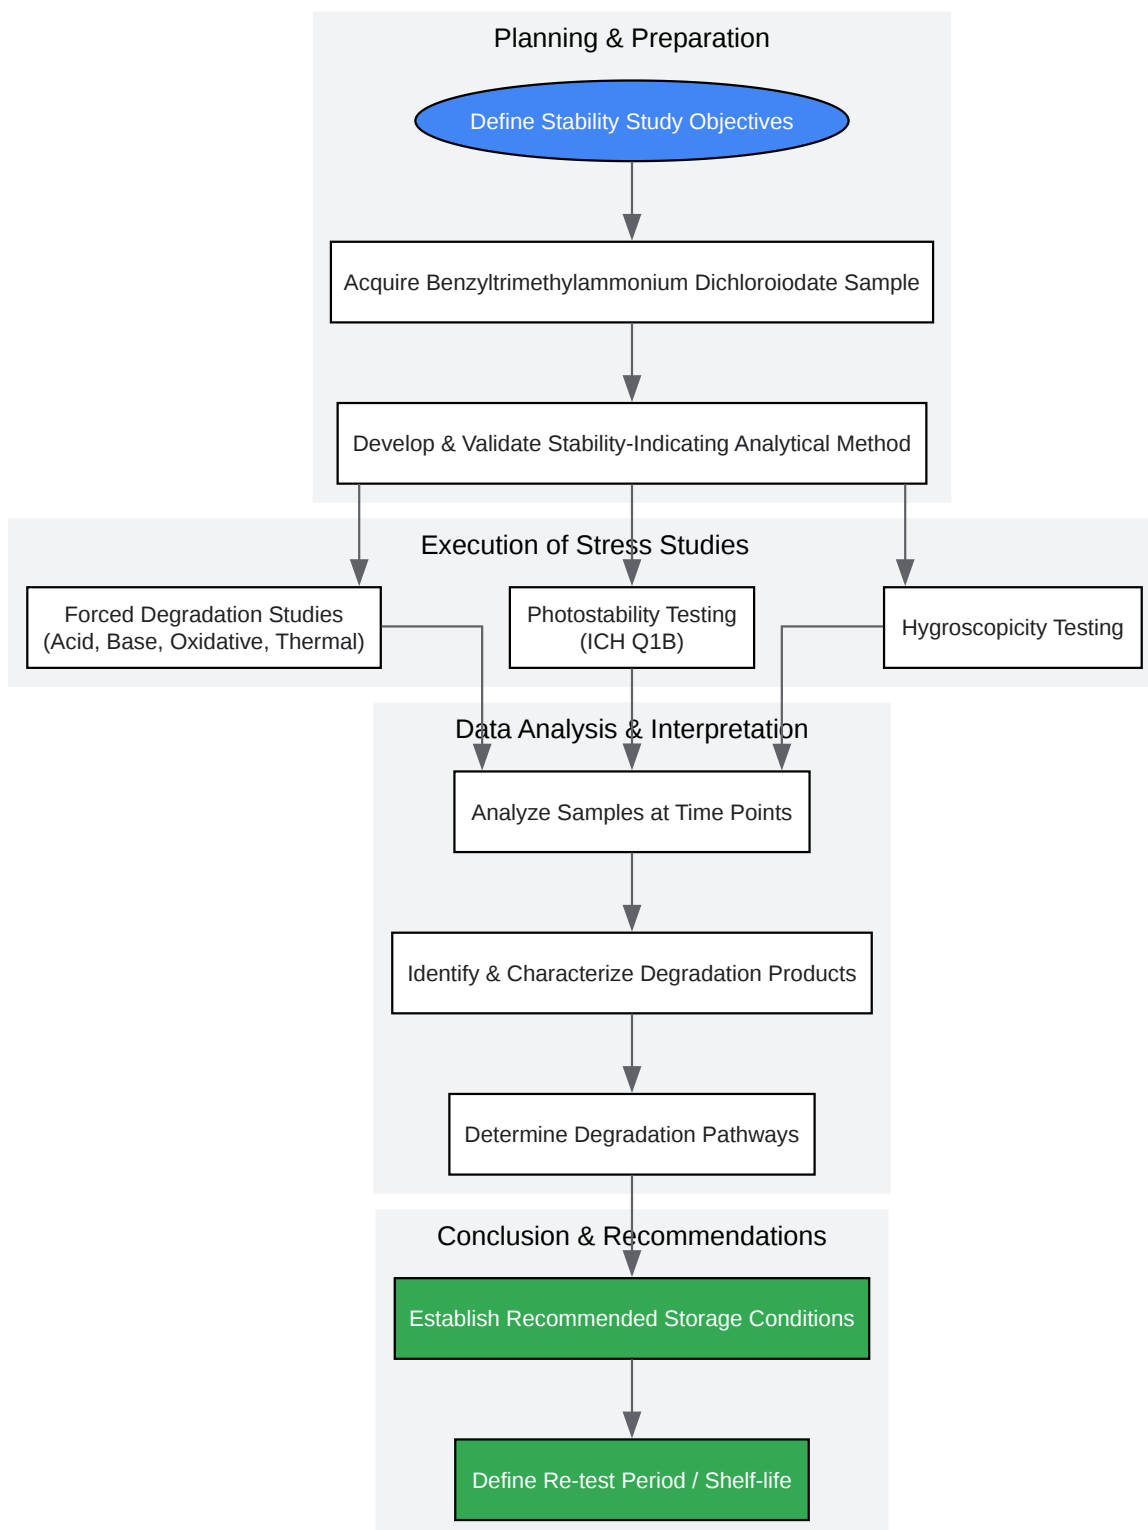 Planning & Preparation
Define Stability Study Objectives
Acquire Benzyltrimethylammonium Dichloroiodate Sample
Develop & Validate Stability-Indicating Analytical Method
Execution of Stress Studies
Forced Degradation Studies
(Acid, Base, Oxidative, Thermal)
Photostability Testing
(ICH Q1B)
Hygroscopicity Testing
Data Analysis & Interpretation
Analyze Samples at Time Points
Identify & Characterize Degradation Products
Determine Degradation Pathways
Conclusion & Recommendations
Establish Recommended Storage Conditions
Define Re-test Period / Shelf-life